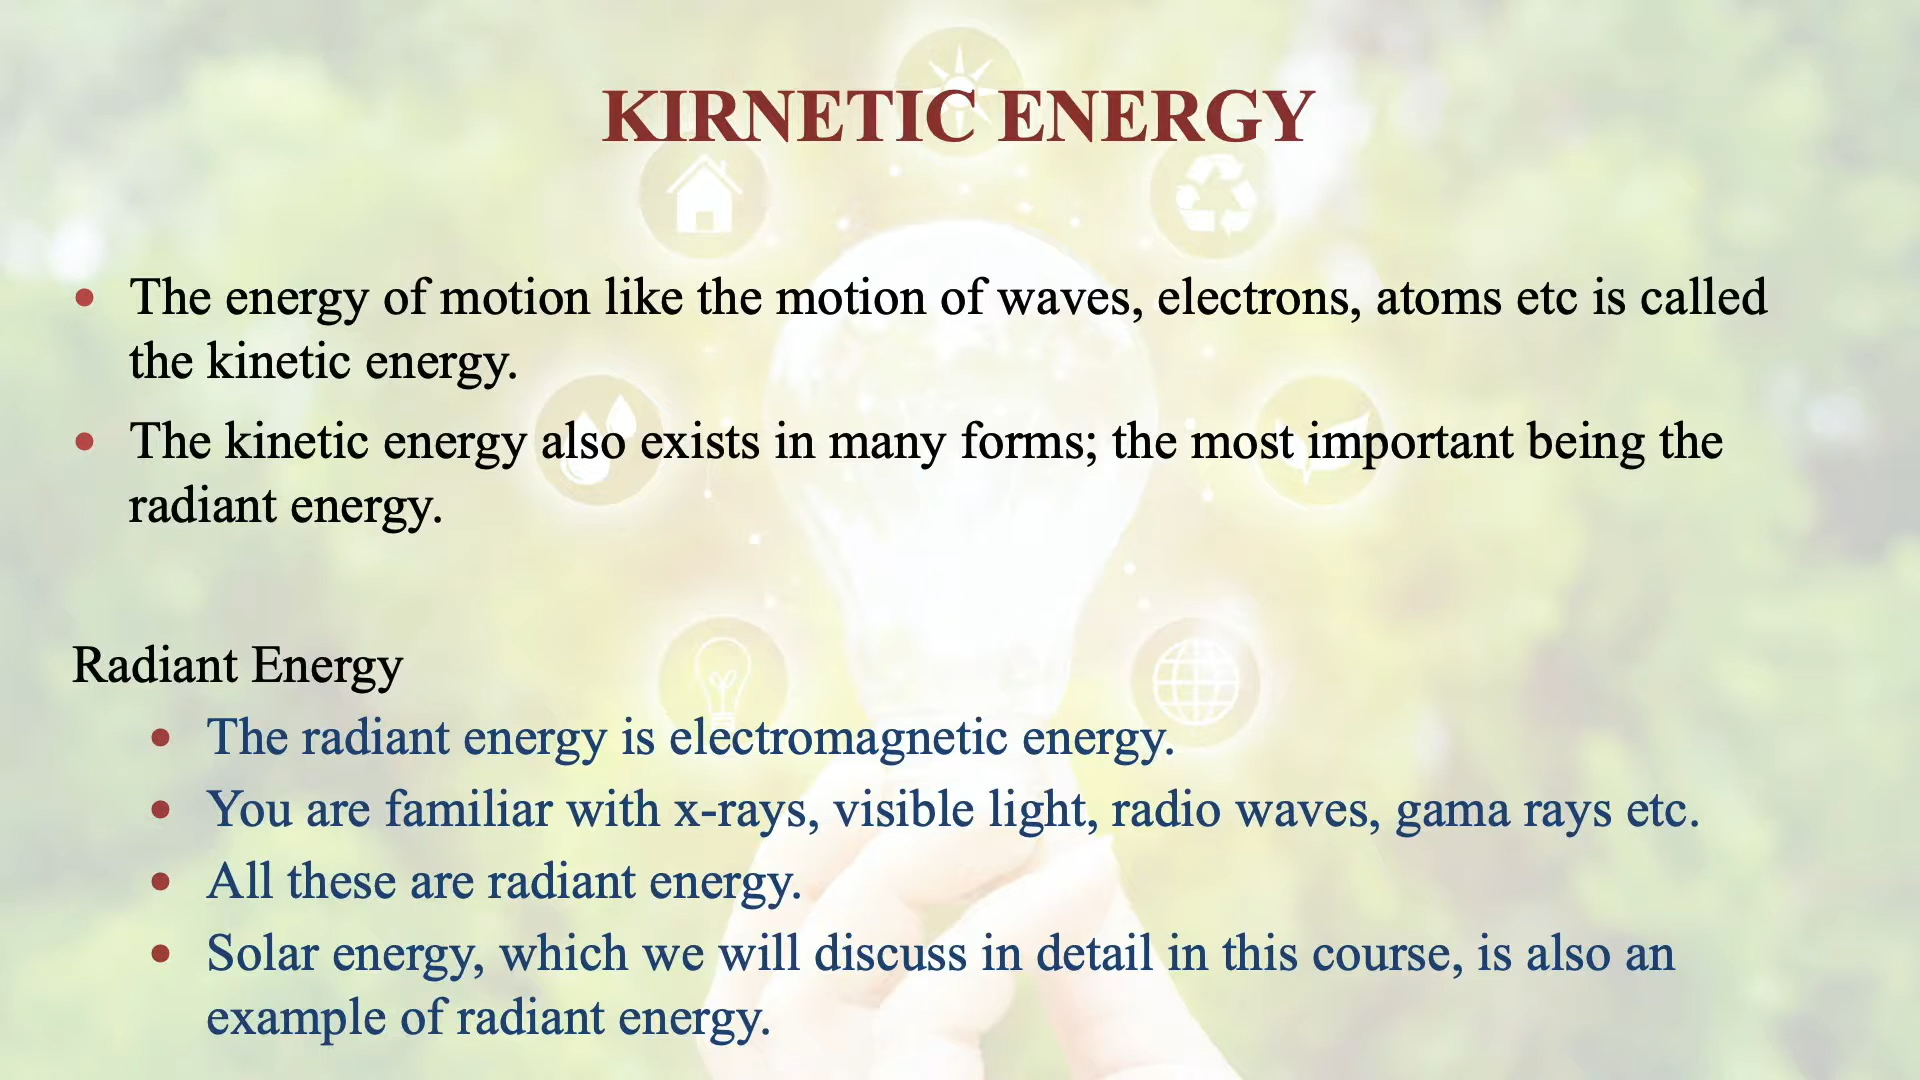 KIRNETIC ENERGY
• The energy of motion like the motion of waves, electrons, atoms etc is called
the kinetic energy.
• The kinetic energy also exists in many forms; the most important being the
radiant energy.
Radiant Energy
• The radiant energy is electromagnetic energy.
• You are familiar with x-rays, visible light, radio waves, gama rays etc.
• All these are radiant energy.
• Solar energy, which we will discuss in detail in this course, is also an
example of radiant energy.